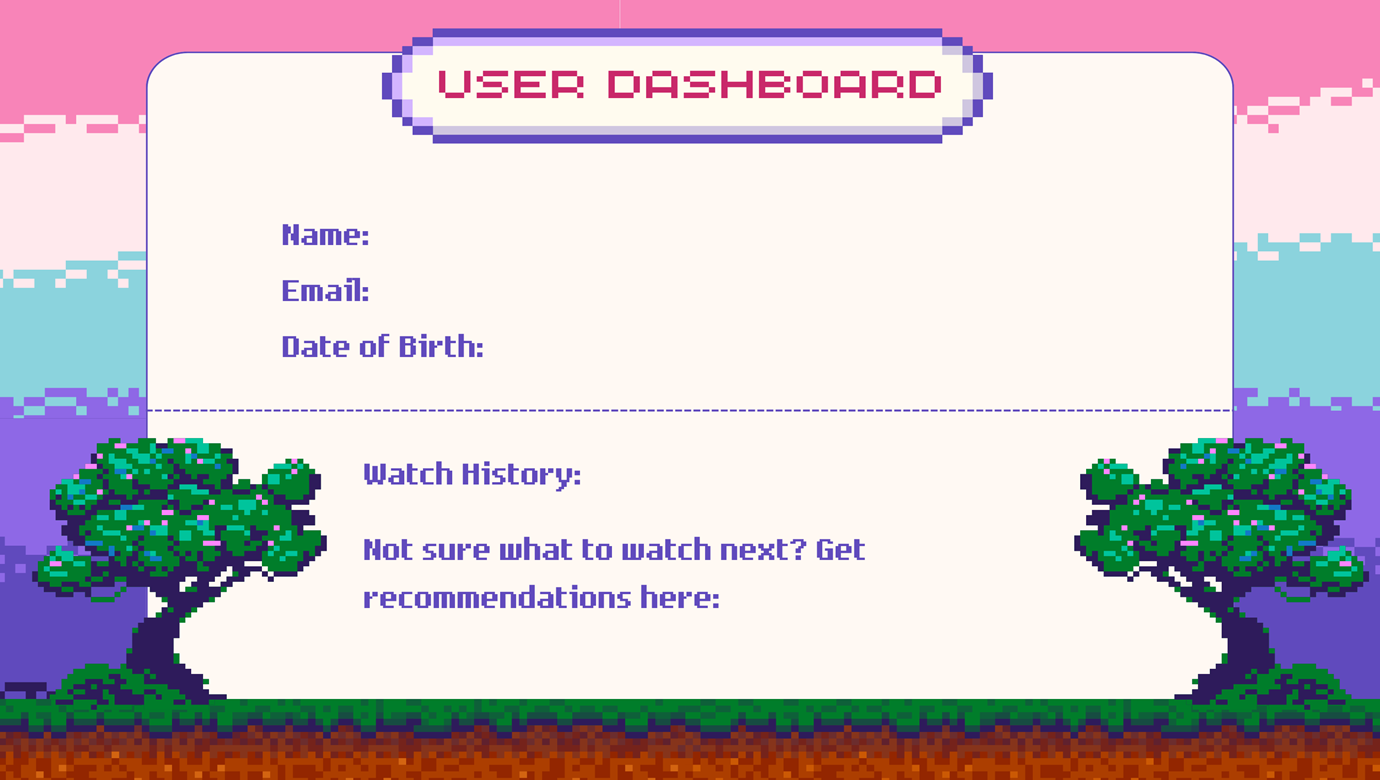 USER DASHBOARD
Name:
Email:
Date of Birth:
Watch History:
Not sure what to watch next? Get
recommendations here: